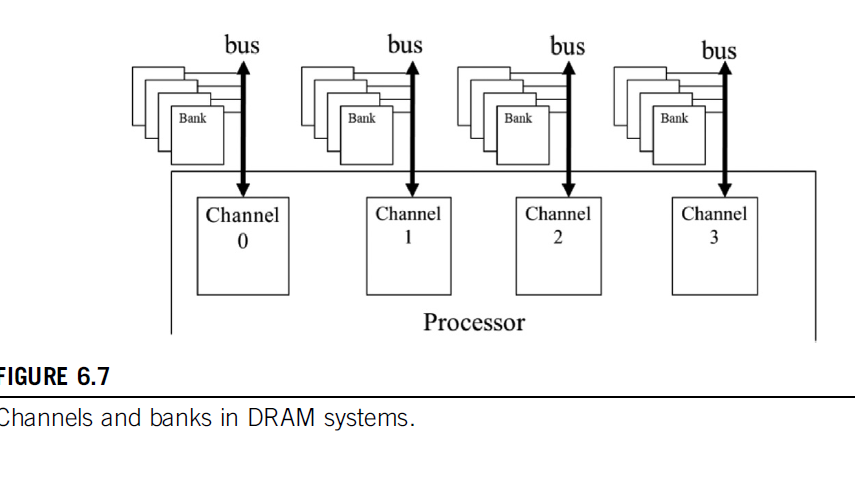 bus bus bus bus
Bank Bank Bank Bank
Channel Channel Channel Channel
0 1 2 3
Processor
FIGURE 6.7
Channels and banks in DRAM systems.